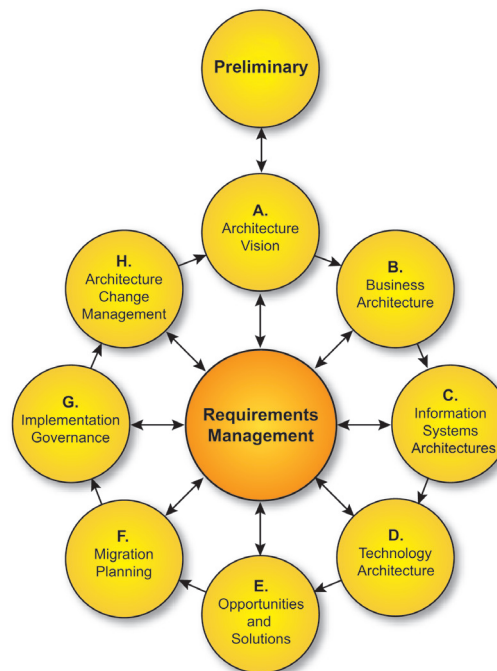 Preliminary
A.
Architecture
Vision
B.
Business
Architecture
C.
Information
Systems
Architectures
D.
Technology
Architecture
E.
Opportunities
and
Solutions
F.
Migration
Planning
G.
Implementation
Governance
H.
Architecture
Change
Management
Requirements
Management